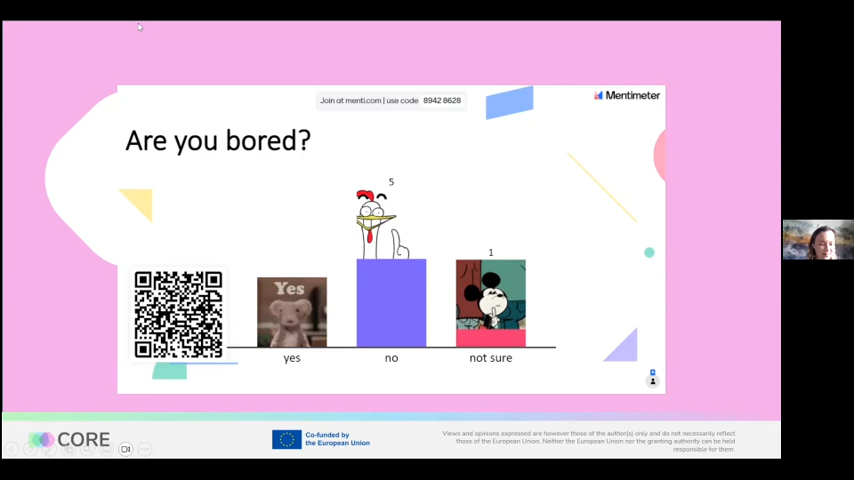 Join at menti.com | use code 8942 8628
Mentimeter
Are you bored?
5
1
Yes
yes
no
not sure
CORE
Co-funded by
the European Union
Views and opinions expressed are however those of the author(s) only and do not necessarily reflect
those of the European Union. Neither the European Union nor the granting authority can be held
responsible for them.